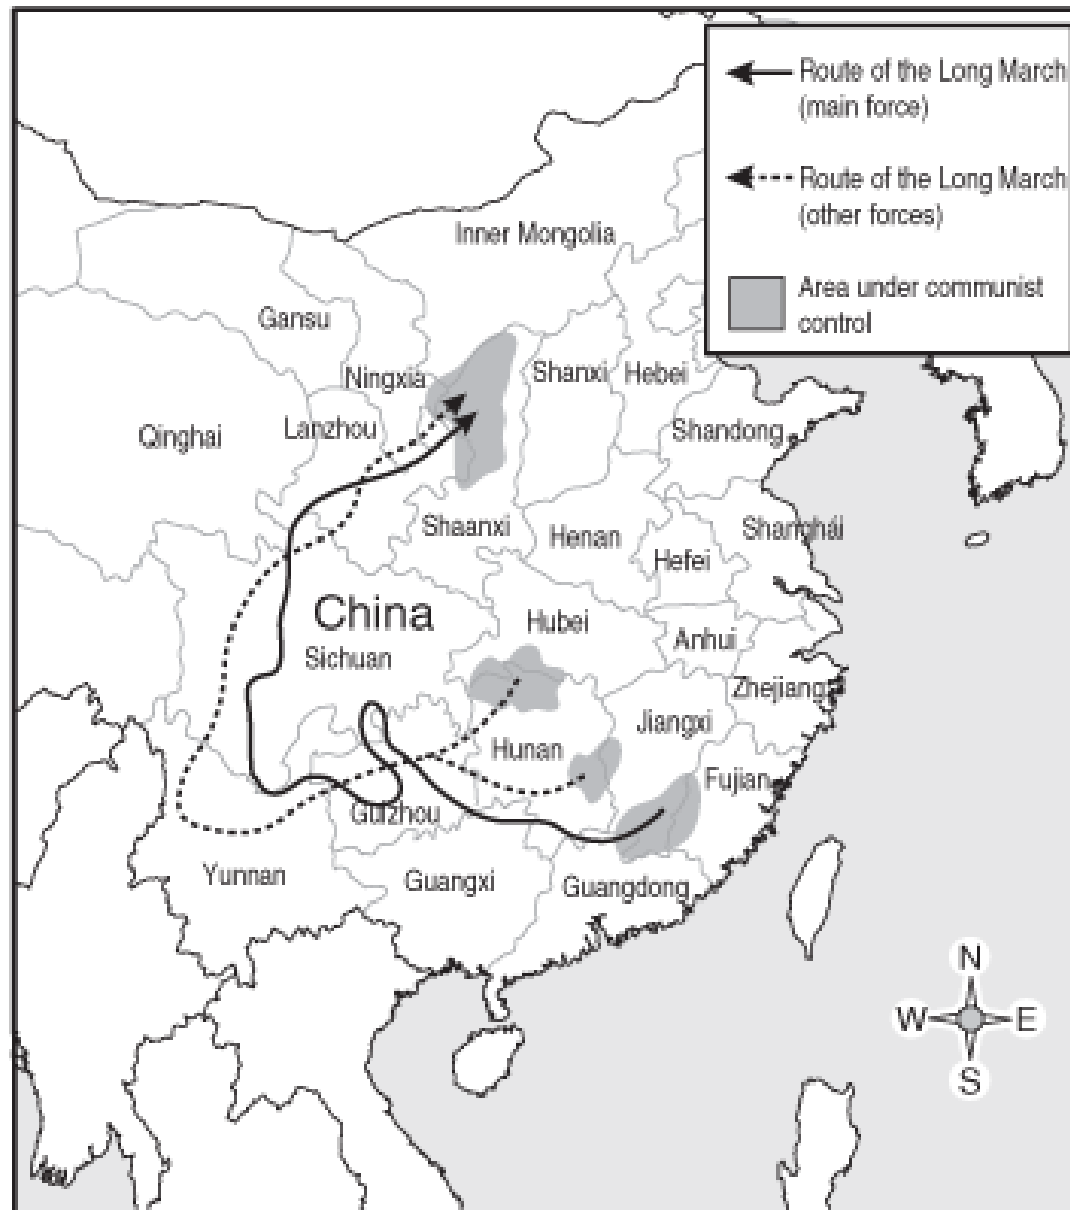 Route of the Long March
(main force)
Route of the Long March
(other forces)
Area under communist
control
Inner Mongolia
Gansu
Ningxia
Shanxi
Hebei
Qinghai
Lanzhou
Shandong
Shaanxi
Henan
Shanghái
Hefei
China
Sichuan
Hubei
Anhui
Zhejiang
Jiangxi
Hunan
Fujian
Guizhou
Yunnan
Guangxi
Guangdong
N
W
E
S